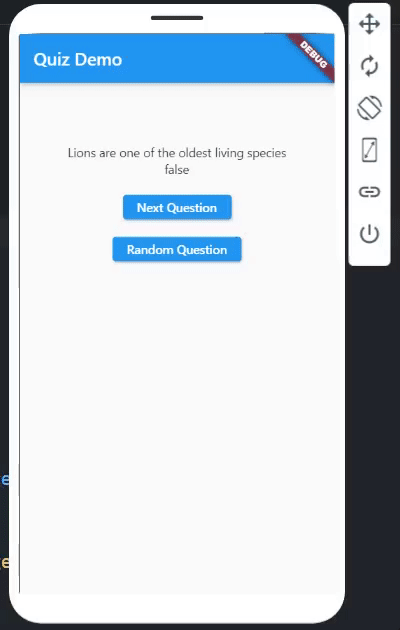 Quiz Demo
DEBUG
Lions are one of the oldest living species
false
Next Question
Random Question